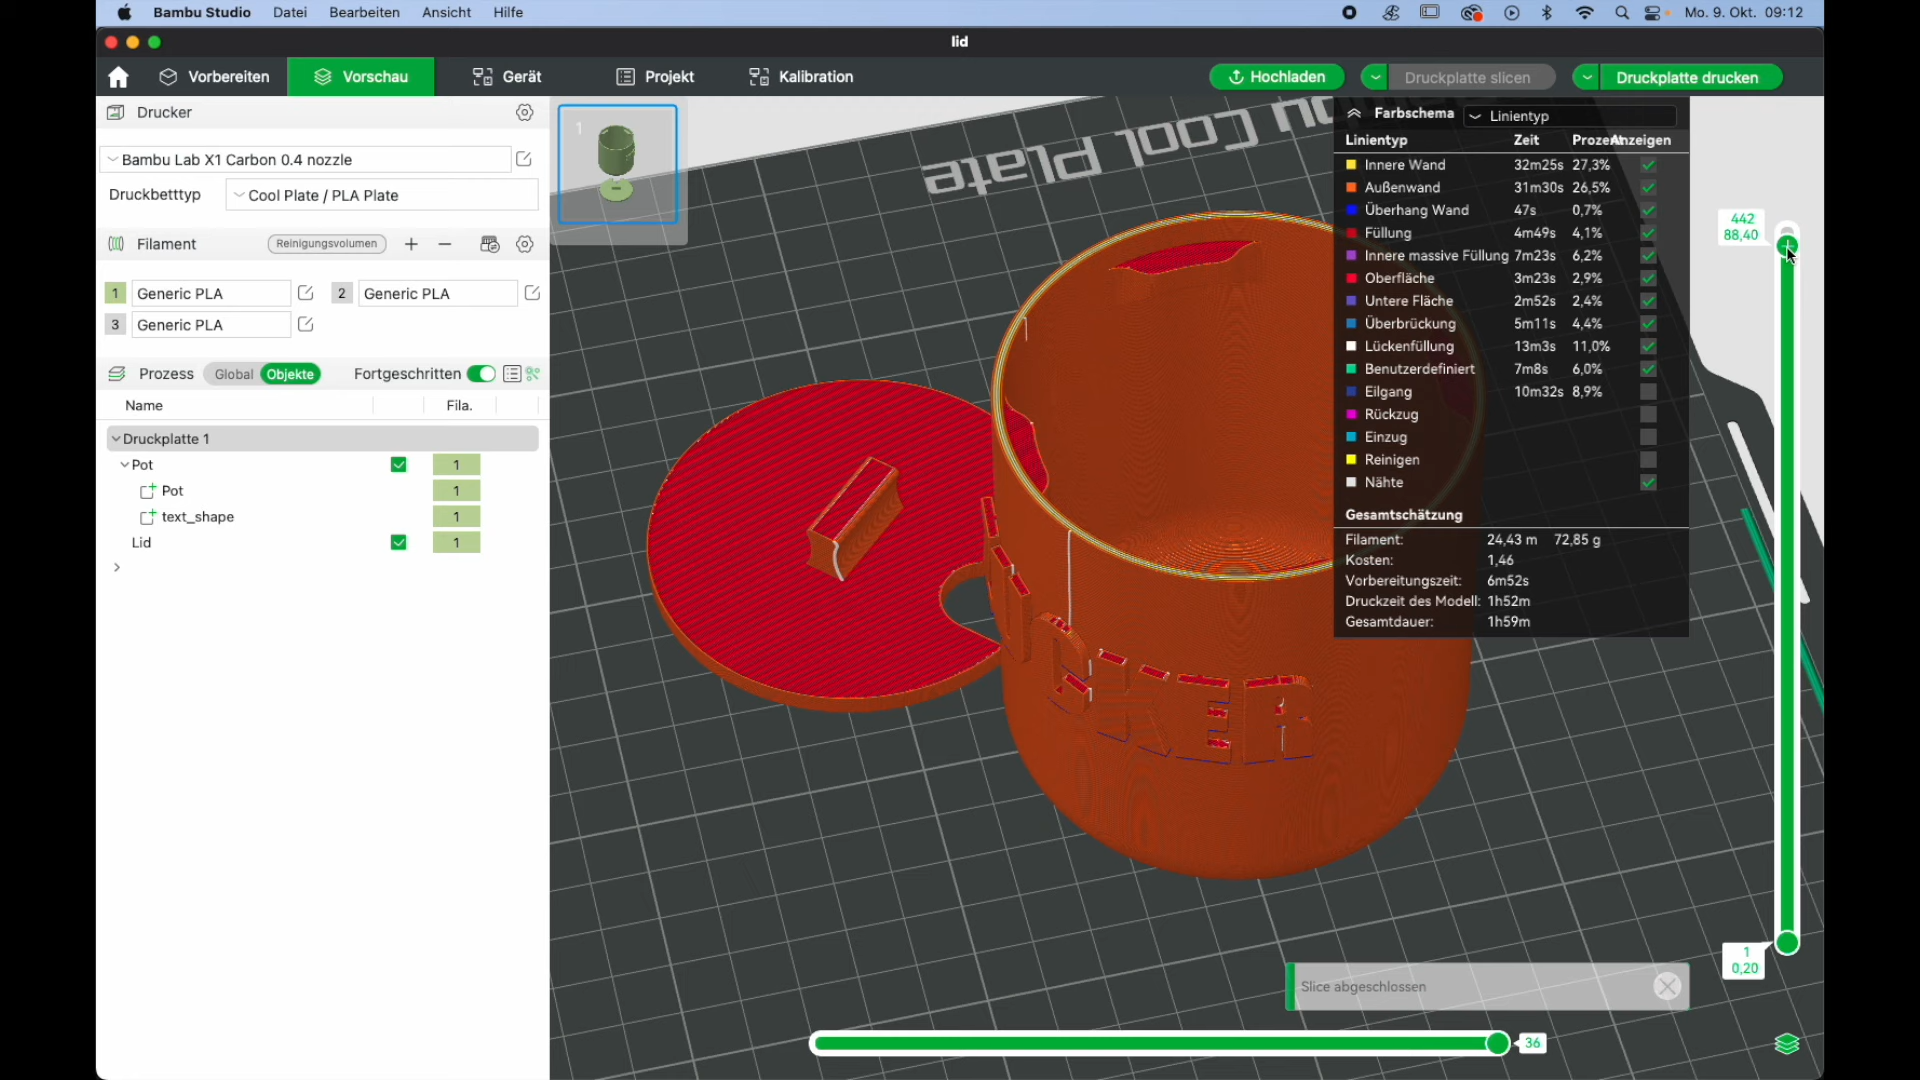 Bambu Studio Datei Bearbeiten Ansicht Hilfe Mo. 9. Okt. 09:12
lid
Vorbereiten Vorschau Gerät Projekt Kalibration Hochladen Druckplatte slicen Druckplatte drucken
Drucker
Bambu Lab X1 Carbon 0.4 nozzle
Druckbetttyp Cool Plate / PLA Plate
Filament Reinigungsvolumen
1 Generic PLA 2 Generic PLA
3 Generic PLA
Prozess Global Objekte Fortgeschritten
Name Fila.
Druckplatte 1
Pot 1
Pot 1
text_shape 1
Lid 1
1
Cool Plate
Farbschema Linientyp
Linientyp Zeit Prozent Anzeigen
Innere Wand 32m25s 27,3%
Außenwand 31m30s 26,5%
Überhang Wand 47s 0,7%
Füllung 4m49s 4,1%
Innere massive Füllung 7m23s 6,2%
Oberfläche 3m23s 2,9%
Untere Fläche 2m52s 2,4%
Überbrückung 5m11s 4,4%
Lückenfüllung 13m3s 11,0%
Benutzerdefiniert 7m8s 6,0%
Eilgang 10m32s 8,9%
Rückzug
Einzug
Reinigen
Nähte
Gesamtschätzung
Filament: 24,43 m 72,85 g
Kosten: 1,46
Vorbereitungszeit: 6m52s
Druckzeit des Modell: 1h52m
Gesamtdauer: 1h59m
442
88,40
1
0,20
Slice abgeschlossen
36